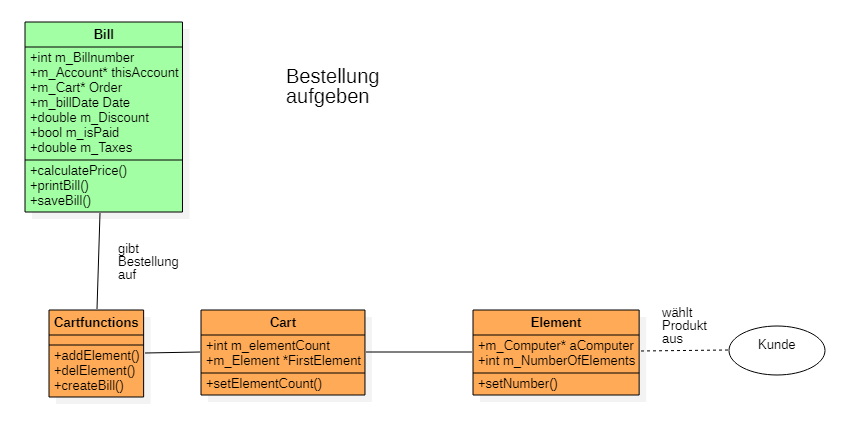 Bill
+int m_Billnumber
+m_Account* thisAccount
+m_Cart* Order
+m_billDate Date
+double m_Discount
+bool m_isPaid
+double m_Taxes
+calculatePrice()
+printBill()
+saveBill()
Bestellung
aufgeben
gibt
Bestellung
auf
Cartfunctions
+addElement()
+delElement()
+createBill()
Cart
+int m_elementCount
+m_Element *FirstElement
+setElementCount()
Element
+m_Computer* aComputer
+int m_NumberOfElements
+setNumber()
wählt
Produkt
aus
Kunde